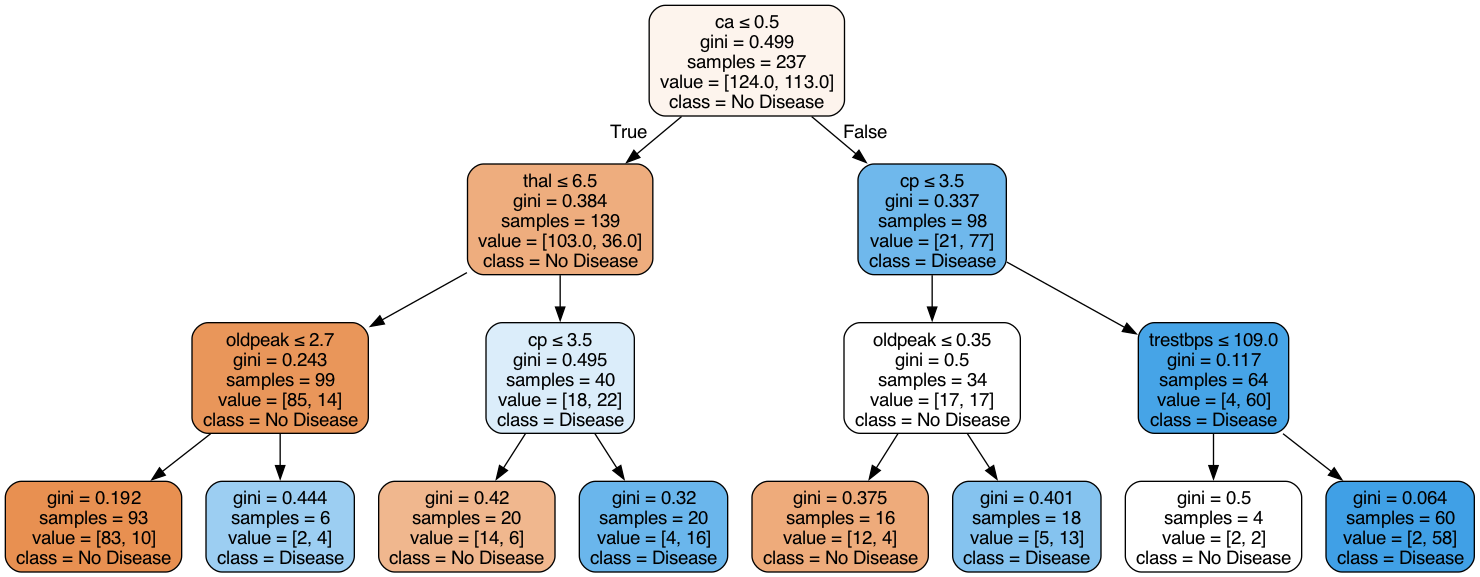 ca ≤ 0.5
gini = 0.499
samples = 237
value = [124.0, 113.0]
class = No Disease
True
False
thal ≤ 6.5
gini = 0.384
samples = 139
value = [103.0, 36.0]
class = No Disease
cp ≤ 3.5
gini = 0.337
samples = 98
value = [21, 77]
class = Disease
oldpeak ≤ 2.7
gini = 0.243
samples = 99
value = [85, 14]
class = No Disease
cp ≤ 3.5
gini = 0.495
samples = 40
value = [18, 22]
class = Disease
oldpeak ≤ 0.35
gini = 0.5
samples = 34
value = [17, 17]
class = No Disease
trestbps ≤ 109.0
gini = 0.117
samples = 64
value = [4, 60]
class = Disease
gini = 0.192
samples = 93
value = [83, 10]
class = No Disease
gini = 0.444
samples = 6
value = [2, 4]
class = Disease
gini = 0.42
samples = 20
value = [14, 6]
class = No Disease
gini = 0.32
samples = 20
value = [4, 16]
class = Disease
gini = 0.375
samples = 16
value = [12, 4]
class = No Disease
gini = 0.401
samples = 18
value = [5, 13]
class = Disease
gini = 0.5
samples = 4
value = [2, 2]
class = No Disease
gini = 0.064
samples = 60
value = [2, 58]
class = Disease